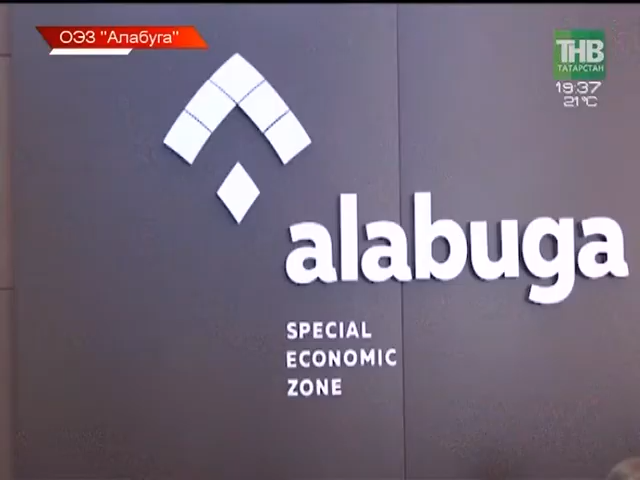 ОЭЗ "Алабуга"
ТНВ
ТАТАРСТАН
19:37
21°C
alabuga
SPECIAL
ECONOMIC
ZONE